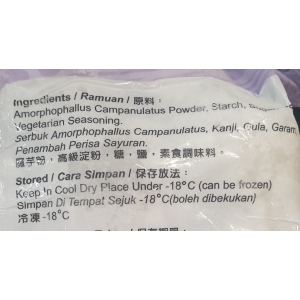 Ingredients / Ramuan / 原料:
Amorphophallus Campanulatus Powder, Starch,
Vegetarian Seasoning.
Serbuk Amorphophallus Campanulatus, Kanji, Gula, Garam,
Penambah Perisa Sayuran.
蒟芋粉，高級淀粉，糖，鹽，素食調味料。
Stored / Cara Simpan / 保存放法:
Keep In Cool Dry Place Under -18°C (can be frozen)
Simpan Di Tempat Sejuk -18°C(boleh dibekukan)
冷凍 -18°C